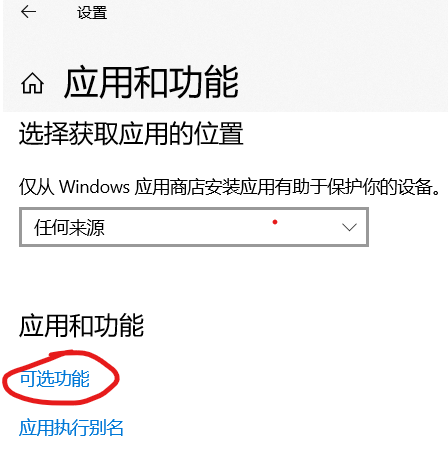 设置
应用和功能
选择获取应用的位置
仅从 Windows 应用商店安装应用有助于保护你的设备。
任何来源
应用和功能
可选功能
应用执行别名